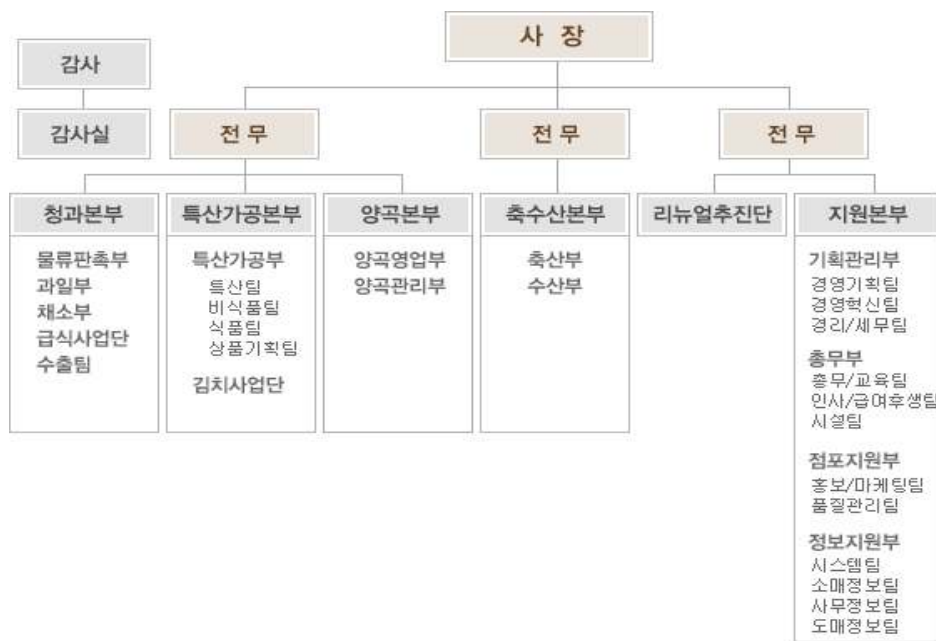 사 장
감사
감사실
전 무
전 무
전 무
청과본부
물류판촉부
과일부
채소부
급식사업단
수출팀
특산가공본부
특산가공부
특산팀
비식품팀
식품팀
상품기획팀
김치사업단
양곡본부
양곡영업부
양곡관리부
축수산본부
축산부
수산부
리뉴얼추진단
지원본부
기획관리부
경영기획팀
경영혁신팀
경리/세무팀
총무부
총무/교육팀
인사/급여후생팀
시설팀
점포지원부
홍보/마케팅팀
품질관리팀
정보지원부
시스템팀
소매정보팀
사무정보팀
도매정보팀